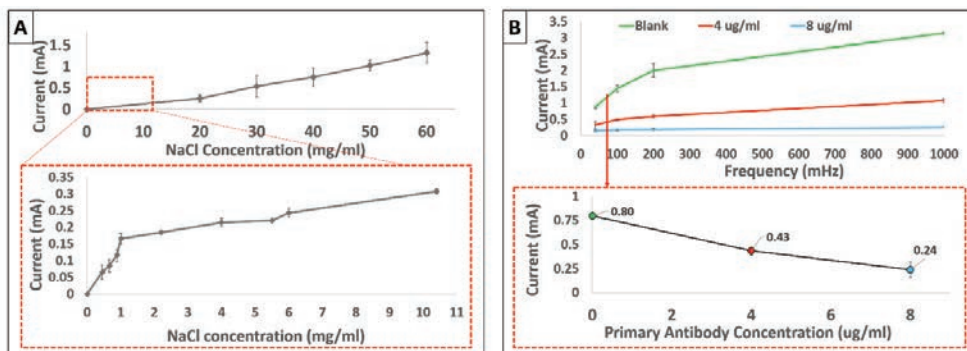 A
Current (mA)
1.5
1
0.5
0
0 10 20 30 40 50 60
NaCl Concentration (mg/ml)
Current (mA)
0.35
0.3
0.25
0.2
0.15
0.1
0.05
0
0 1 2 3 4 5 6 7 8 9 10 11
NaCl concentration (mg/ml)
B
Blank 4 ug/ml 8 ug/ml
Current (mA)
3.5
3
2.5
2
1.5
1
0.5
0
0 100 200 300 400 500 600 700 800 900 1000
Frequency (mHz)
Current (mA)
1
0.75
0.5
0.25
0
0.80
0.43
0.24
0 4 8
Primary Antibody Concentration (ug/ml)